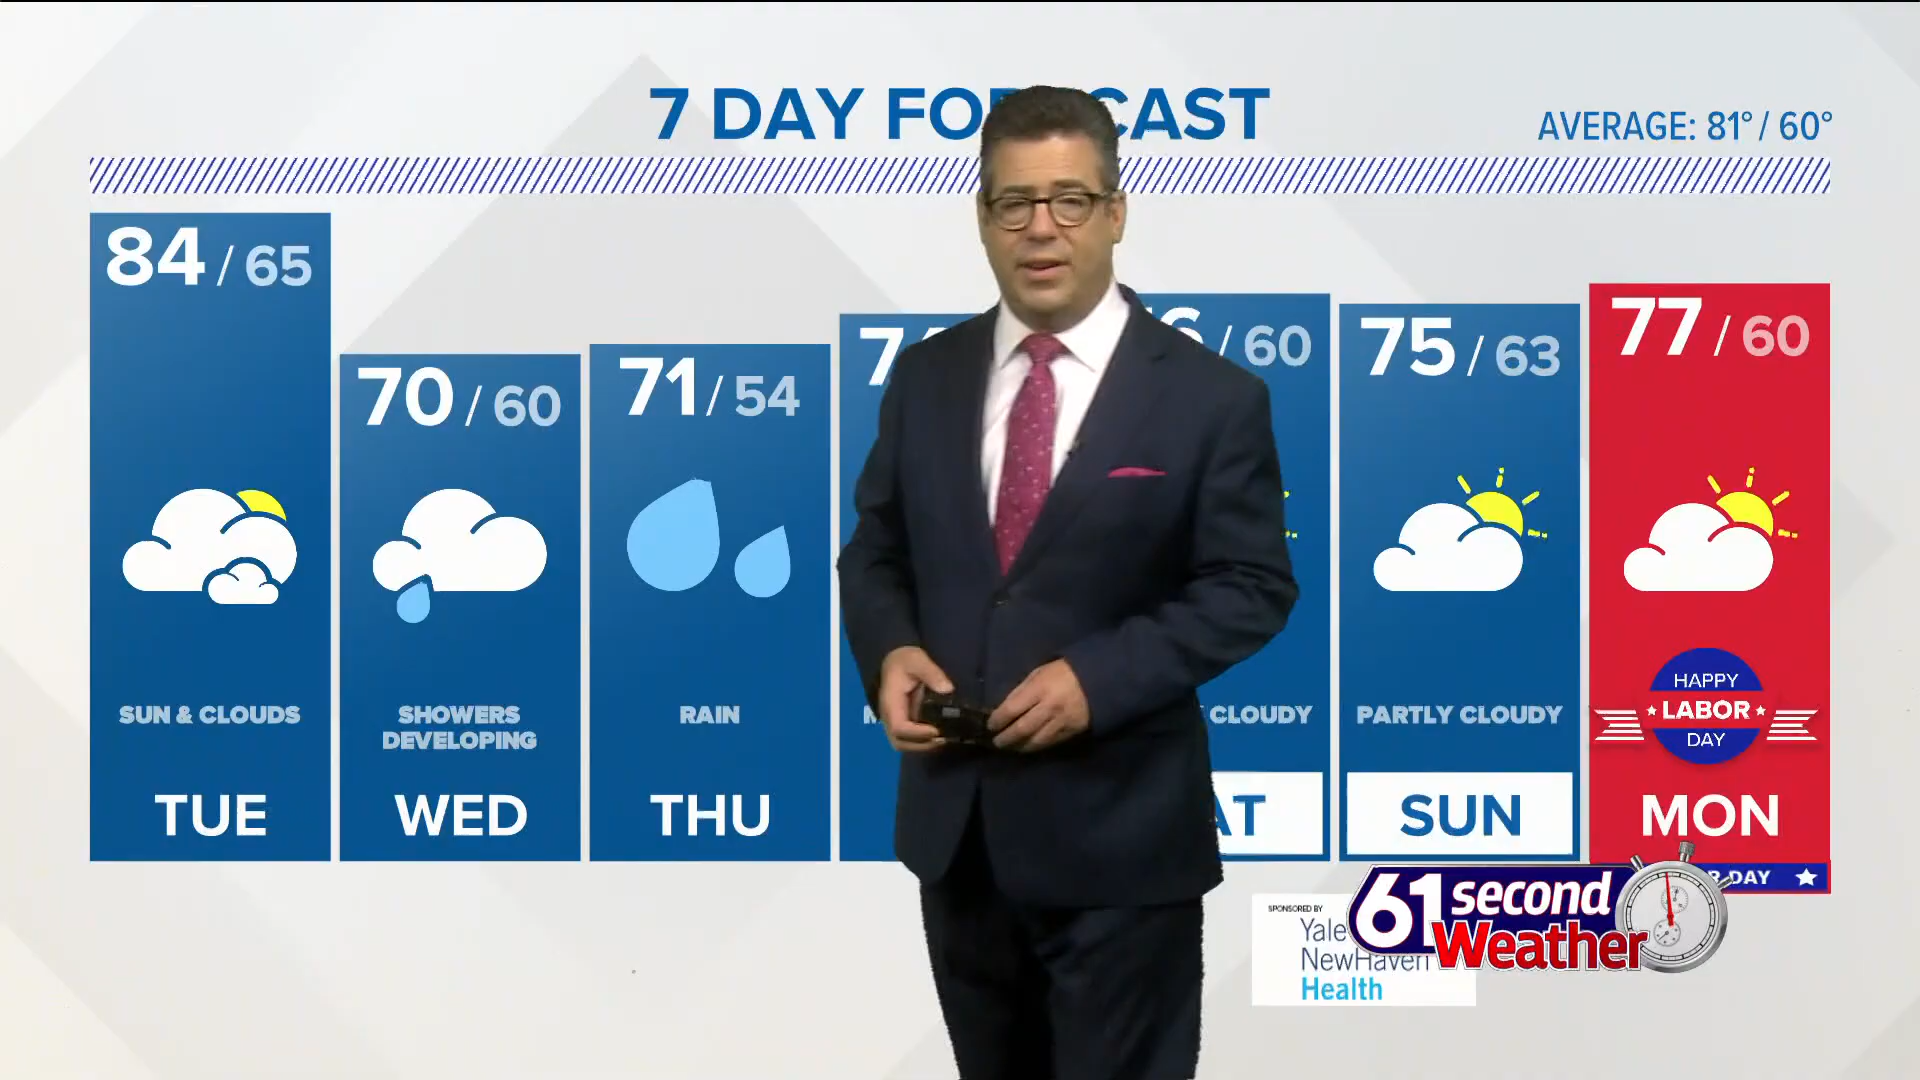 7 DAY FO CAST
AVERAGE: 81°/ 60°
84 / 65
70 / 60
71 / 54
/ 60
75 / 63
77 / 60
SUN & CLOUDS
SHOWERS
DEVELOPING
RAIN
CLOUDY
PARTLY CLOUDY
HAPPY
LABOR
DAY
TUE
WED
THU
AT
SUN
MON
DAY
SPONSORED BY
Yale
NewHaven
Health
61 second
Weather